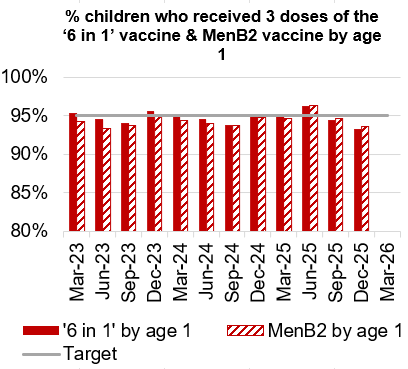 % children who received 3 doses of the
‘6 in 1’ vaccine & MenB2 vaccine by age
1
100%
95%
90%
85%
80%
Mar-23
Jun-23
Sep-23
Dec-23
Mar-24
Jun-24
Sep-24
Dec-24
Mar-25
Jun-25
Sep-25
Dec-25
Mar-26
'6 in 1' by age 1
MenB2 by age 1
Target